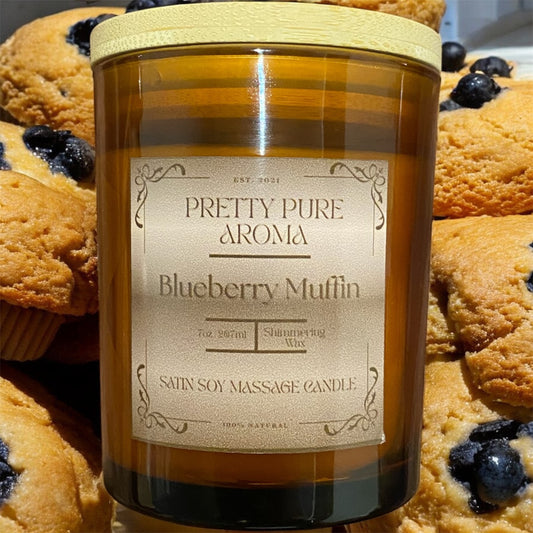 EST. 2021
PRETTY PURE
AROMA
Blueberry Muffin
7oz 207ml
Shimmering
Wax
SATIN SOY MASSAGE CANDLE
100% NATURAL